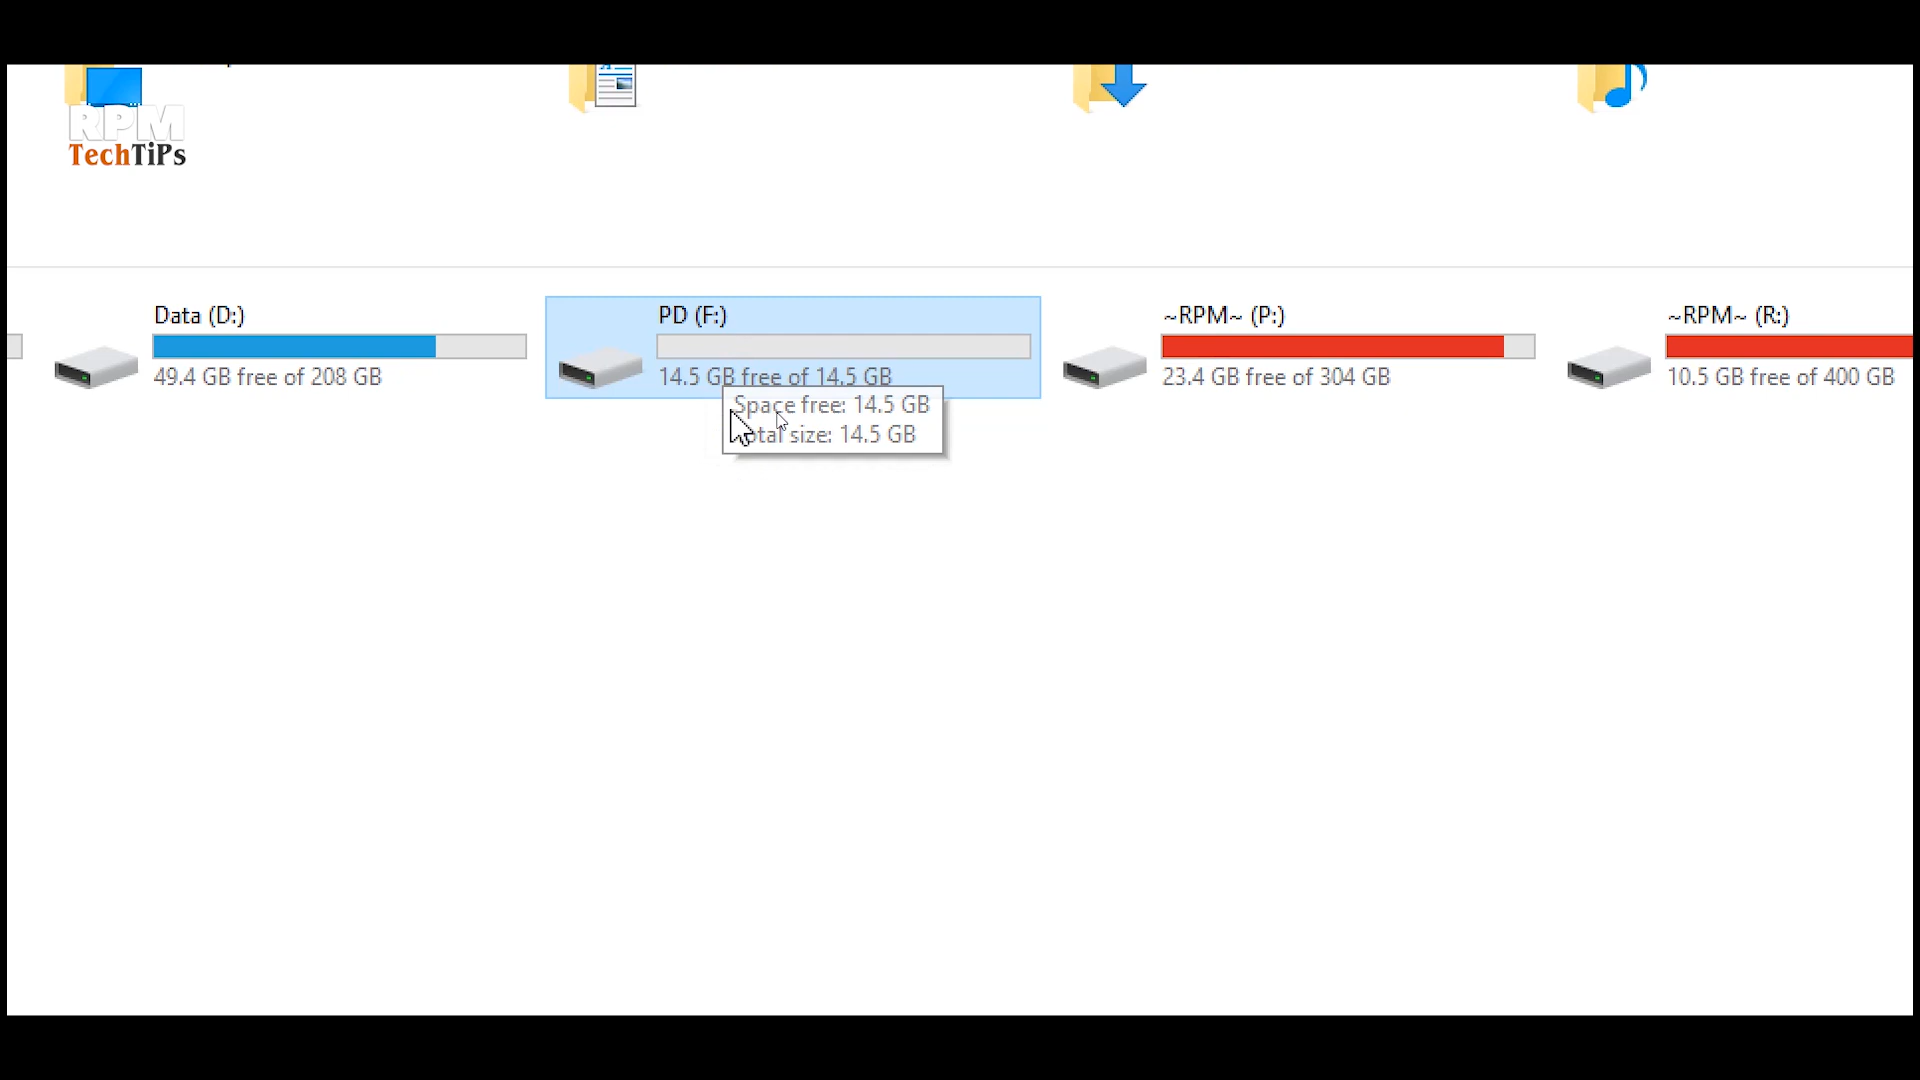 RPM
TechTiPs
Data (D:)
49.4 GB free of 208 GB
PD (F:)
14.5 GB free of 14.5 GB
Space free: 14.5 GB
size: 14.5 GB
~RPM~ (P:)
23.4 GB free of 304 GB
~RPM~ (R:)
10.5 GB free of 400 GB